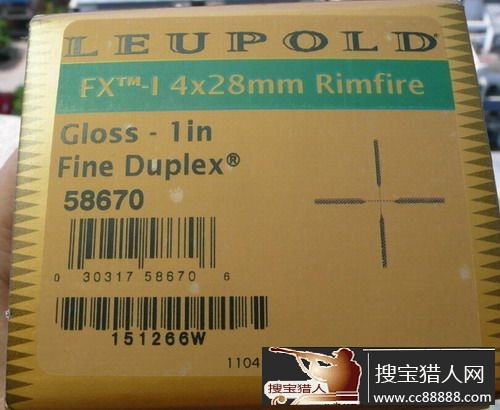 LEUPOLD
FX™-I 4x28mm Rimfire
Gloss - 1in
Fine Duplex®
58670
0 30317 58670 6
151266W
1104
搜宝猎人
搜宝猎人网
www.cc88888.com